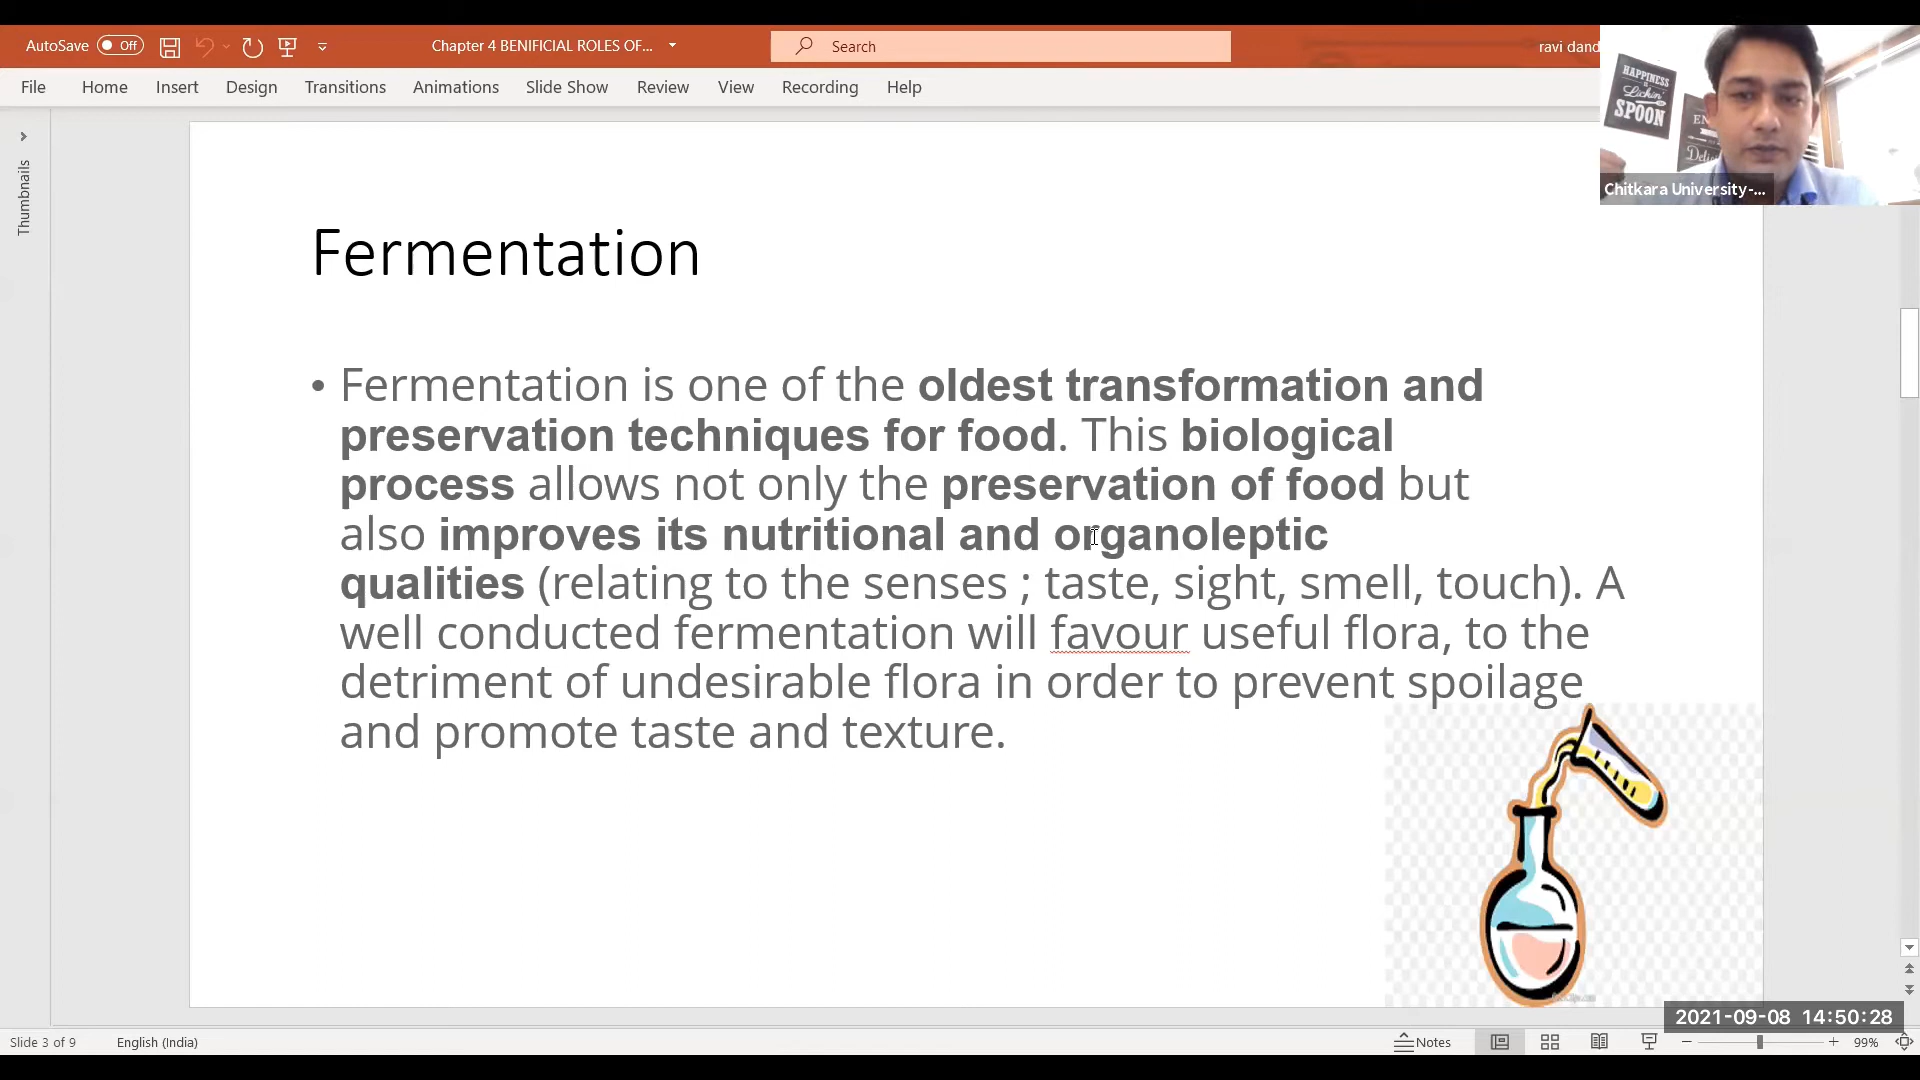 AutoSave Off
Chapter 4 BENIFICIAL ROLES OF...
Search
ravi dand
File Home Insert Design Transitions Animations Slide Show Review View Recording Help
HAPPINESS
Lickin'
SPOON
EN
Chitkara University-...
Thumbnails
Fermentation
• Fermentation is one of the oldest transformation and
preservation techniques for food. This biological
process allows not only the preservation of food but
also improves its nutritional and organoleptic
qualities (relating to the senses ; taste, sight, smell, touch). A
well conducted fermentation will favour useful flora, to the
detriment of undesirable flora in order to prevent spoilage
and promote taste and texture.
2021-09-08 14:50:28
Slide 3 of 9 English (India) Notes 99%